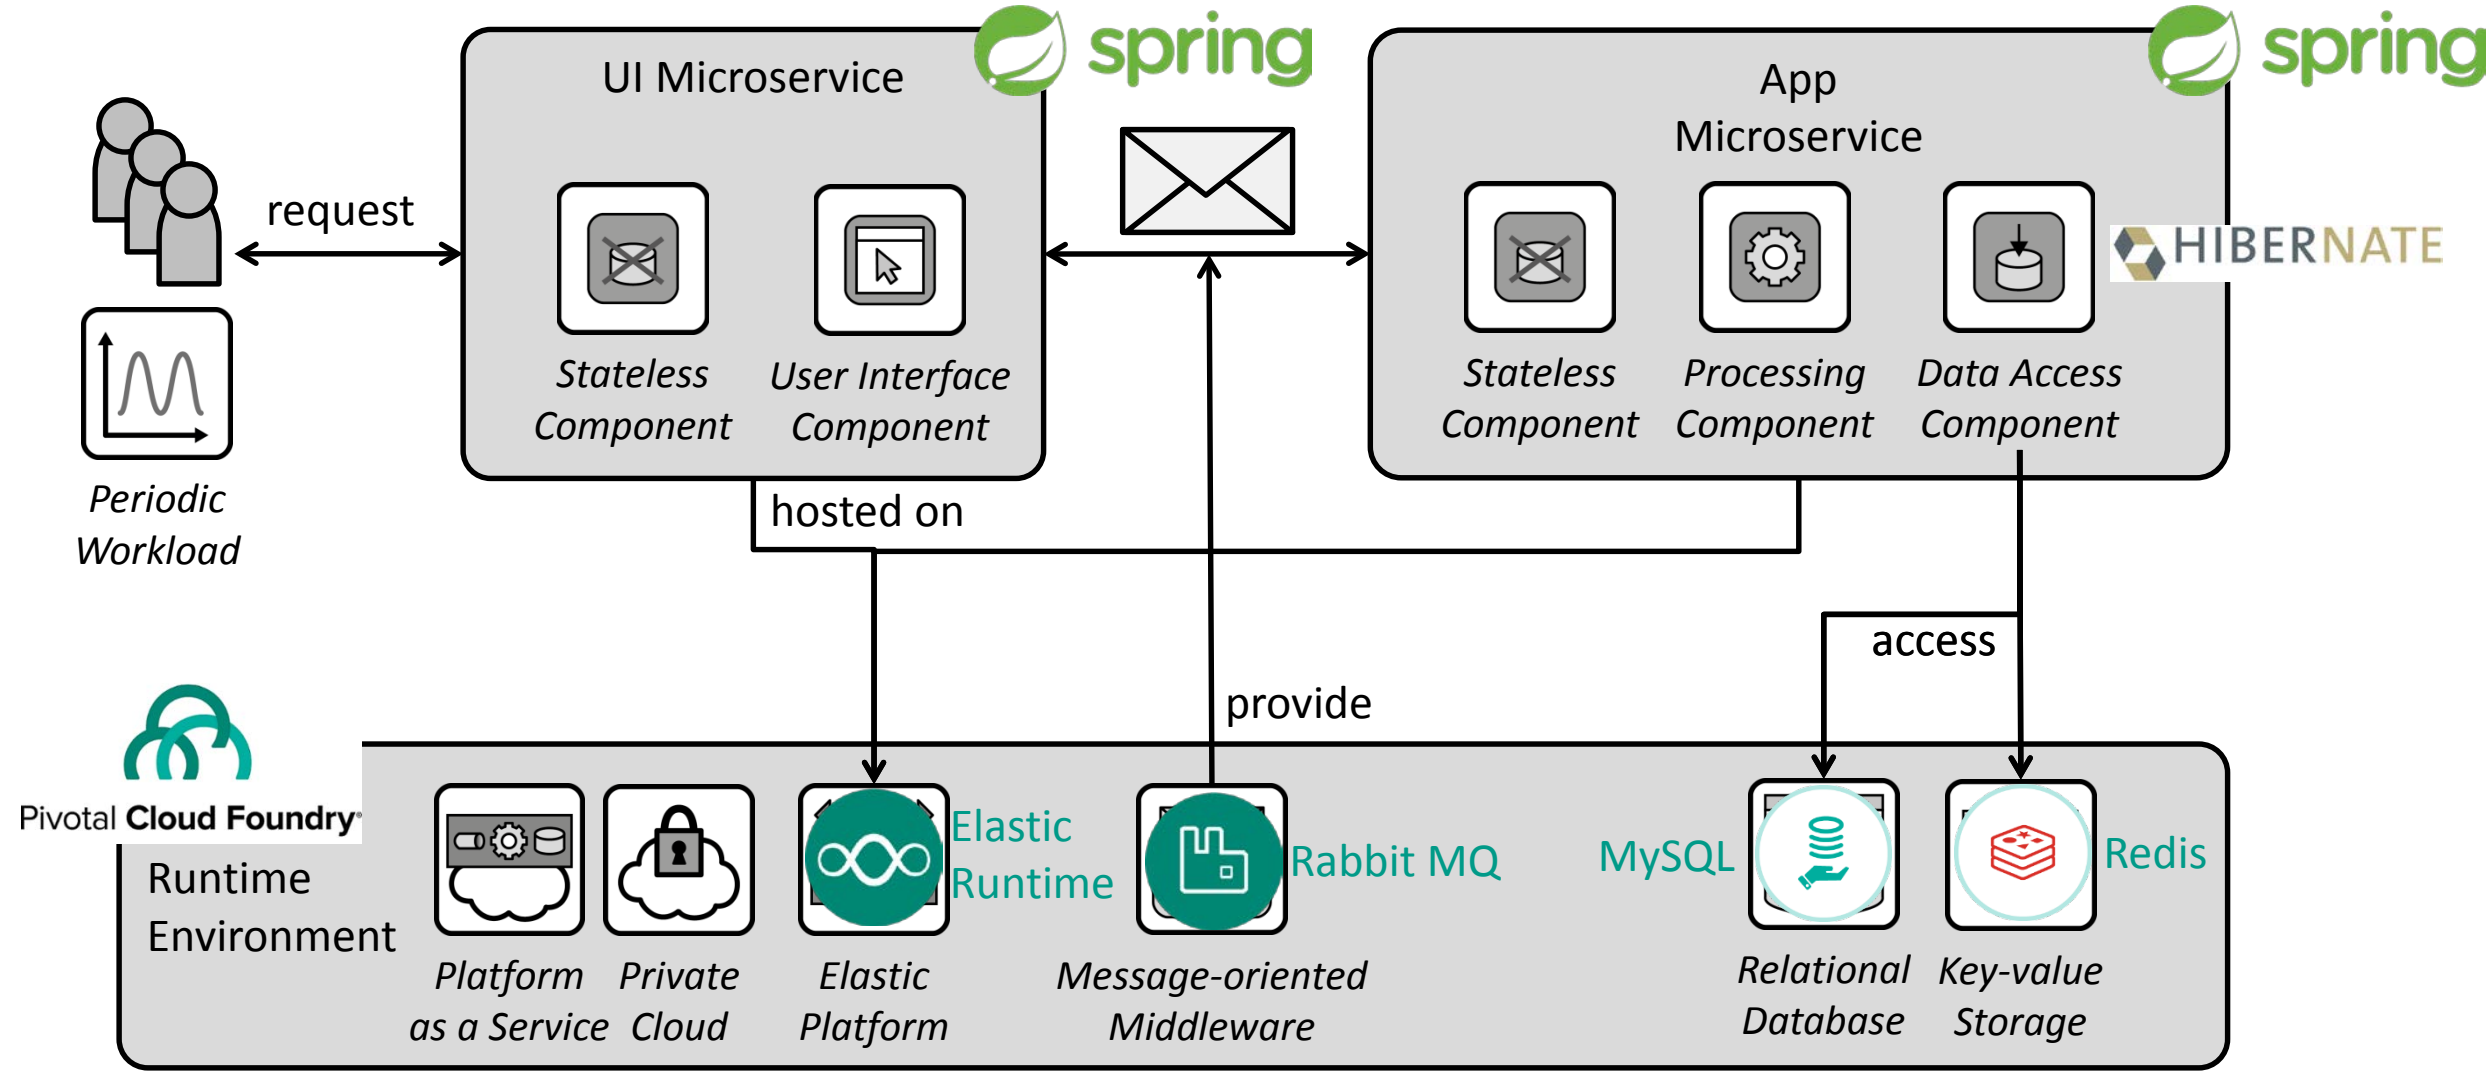 spring
spring
UI Microservice
App
Microservice
request
HIBERNATE
Stateless
Component
User Interface
Component
Stateless
Component
Processing
Component
Data Access
Component
Periodic
Workload
hosted on
access
provide
Pivotal Cloud Foundry
Runtime
Environment
Elastic
Runtime
Rabbit MQ
MySQL
Redis
Platform
as a Service
Private
Cloud
Elastic
Platform
Message-oriented
Middleware
Relational
Database
Key-value
Storage